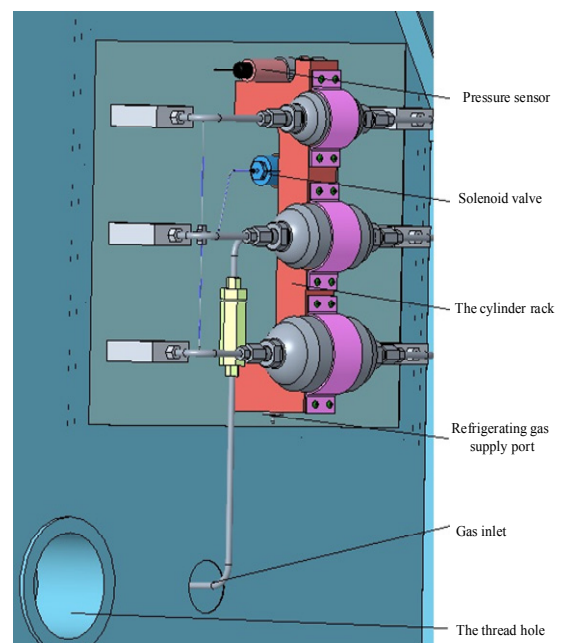 Pressure sensor
Solenoid valve
The cylinder rack
Refrigerating gas
supply port
Gas inlet
The thread hole